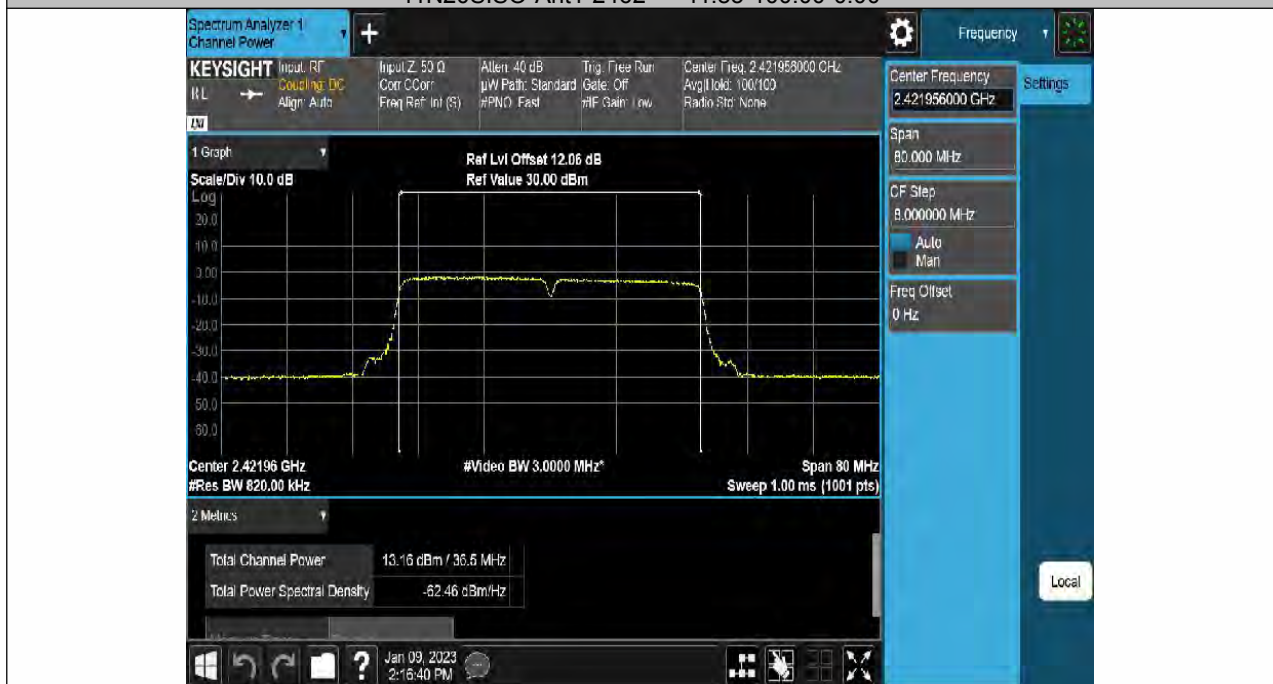 Spectrum Analyzer 1
Channel Power
+
Frequency
KEYSIGHT
RL
Input: RF
Coupling: DC
Align: Auto
Input Z: 50 Ω
Corr CCorr
Freq Ref: Int (S)
Atten: 40 dB
µW Path: Standard
#PNO: Fast
Trig: Free Run
Gate: Off
#IF Gain: Low
Center Freq: 2.421956000 GHz
Avg|Hold: 100/100
Radio Std: None
LXI
Center Frequency
2.421956000 GHz
Settings
Span
80.000 MHz
CF Step
8.000000 MHz
Auto
Man
Freq Offset
0 Hz
1 Graph
Scale/Div 10.0 dB
Ref Lvl Offset 12.06 dB
Ref Value 30.00 dBm
Log
20.0
10.0
0.00
-10.0
-20.0
-30.0
-40.0
-50.0
-60.0
Center 2.42196 GHz
#Res BW 820.00 kHz
#Video BW 3.0000 MHz*
Span 80 MHz
Sweep 1.00 ms (1001 pts)
2 Metrics
Total Channel Power 13.16 dBm / 36.5 MHz
Total Power Spectral Density -62.46 dBm/Hz
Local
?
Jan 09, 2023
2:16:40 PM